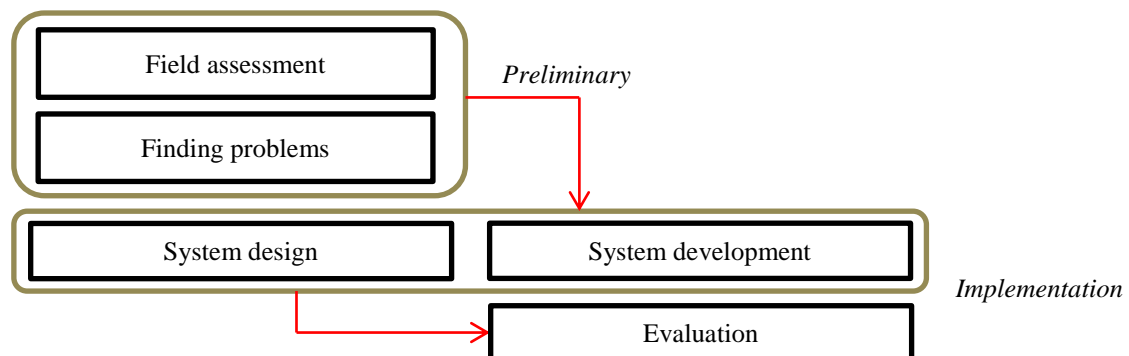 Field assessment
Preliminary
Finding problems
System design
System development
Implementation
Evaluation